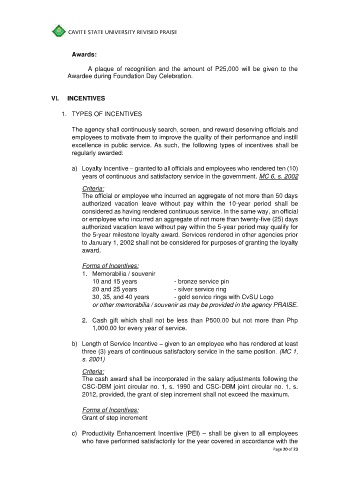 CAVITE STATE UNIVERSITY REVISED PRAISE
Awards:
A plaque of recognition and the amount of P25,000 will be given to the
Awardee during Foundation Day Celebration.
VI. INCENTIVES
1. TYPES OF INCENTIVES
The agency shall continuously search, screen, and reward deserving officials and
employees to motivate them to improve the quality of their performance and instill
excellence in public service. As such, the following types of incentives shall be
regularly awarded:
a) Loyalty Incentive – granted to all officials and employees who rendered ten (10)
years of continuous and satisfactory service in the government. MC 6, s. 2002
Criteria:
The official or employee who incurred an aggregate of not more than 50 days
authorized vacation leave without pay within the 10-year period shall be
considered as having rendered continuous service. In the same way, an official
or employee who incurred an aggregate of not more than twenty-five (25) days
authorized vacation leave without pay within the 5-year period may qualify for
the 5-year milestone loyalty award. Services rendered in other agencies prior
to January 1, 2002 shall not be considered for purposes of granting the loyalty
award.
Forms of Incentives:
1. Memorabilia / souvenir
10 and 15 years - bronze service pin
20 and 25 years - silver service ring
30, 35, and 40 years - gold service rings with CvSU Logo
or other memorabilia / souvenir as may be provided in the agency PRAISE.
2. Cash gift which shall not be less than P500.00 but not more than Php
1,000.00 for every year of service.
b) Length of Service Incentive – given to an employee who has rendered at least
three (3) years of continuous satisfactory service in the same position. (MC 1,
s. 2001)
Criteria:
The cash award shall be incorporated in the salary adjustments following the
CSC-DBM joint circular no. 1, s. 1990 and CSC-DBM joint circular no. 1, s.
2012, provided, the grant of step increment shall not exceed the maximum.
Forms of Incentives:
Grant of step increment
c) Productivity Enhancement Incentive (PEI) – shall be given to all employees
who have performed satisfactorily for the year covered in accordance with the
Page 20 of 23